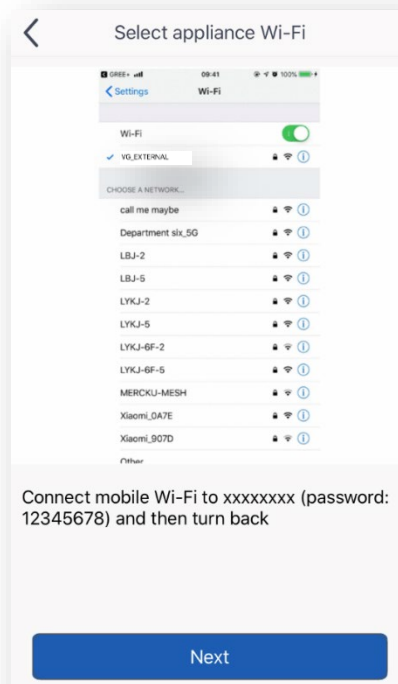 Select appliance Wi-Fi
GREE+ 09:41 100%
Settings Wi-Fi
Wi-Fi
VG_EXTERNAL
CHOOSE A NETWORK...
call me maybe
Department six_5G
LBJ-2
LBJ-5
LYKJ-2
LYKJ-5
LYKJ-6F-2
LYKJ-6F-5
MERCKU-MESH
Xiaomi_0A7E
Xiaomi_907D
Other
Connect mobile Wi-Fi to xxxxxxxx (password:
12345678) and then turn back
Next